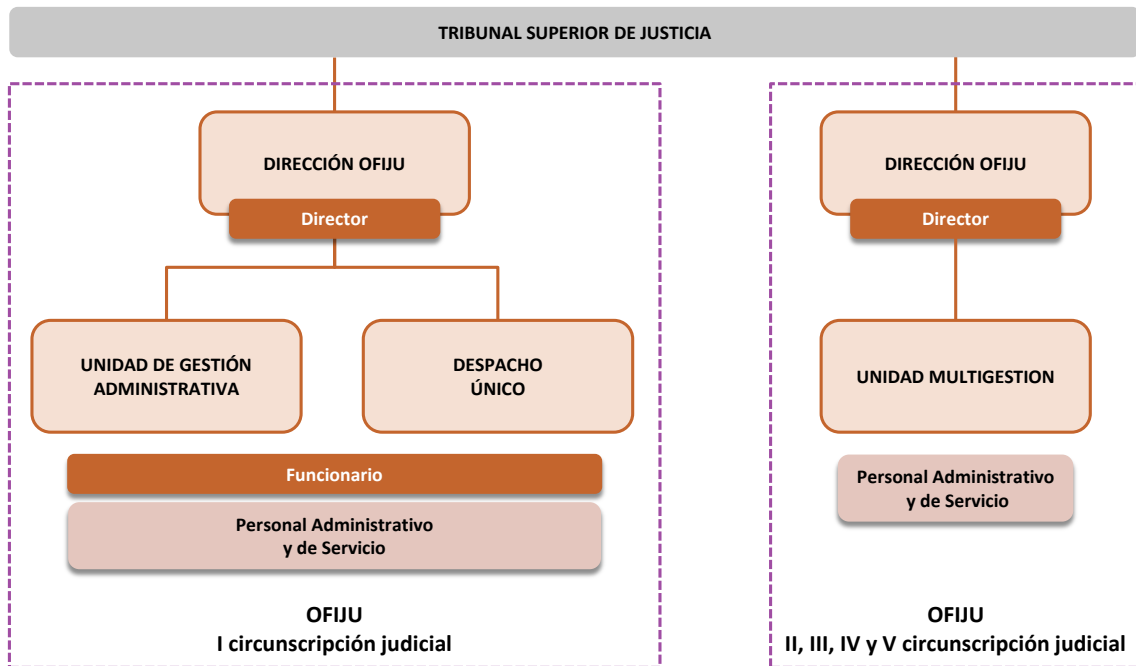 TRIBUNAL SUPERIOR DE JUSTICIA
DIRECCIÓN OFIJU
Director
UNIDAD DE GESTIÓN
ADMINISTRATIVA
DESPACHO
ÚNICO
Funcionario
Personal Administrativo
y de Servicio
OFIJU
I circunscripción judicial
DIRECCIÓN OFIJU
Director
UNIDAD MULTIGESTION
Personal Administrativo
y de Servicio
OFIJU
II, III, IV y V circunscripción judicial